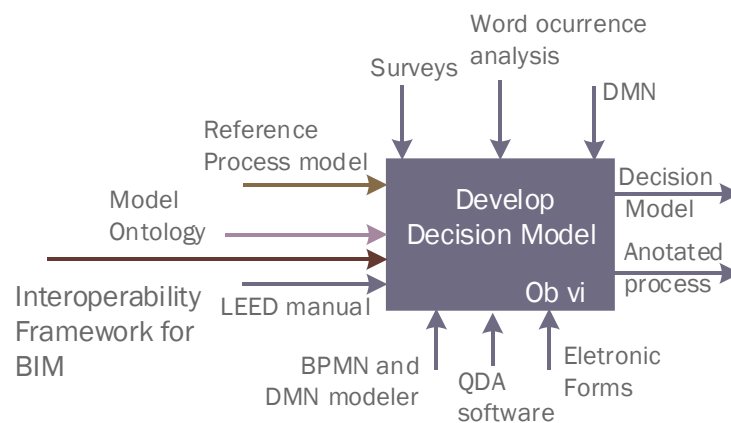 Word ocurrence
analysis
Surveys
DMN
Reference
Process model
Model
Ontology
Interoperability
Framework for
BIM
LEED manual
Develop
Decision Model
Ob vi
Decision
Model
Anotated
process
BPMN and
DMN modeler
QDA
software
Eletronic
Forms